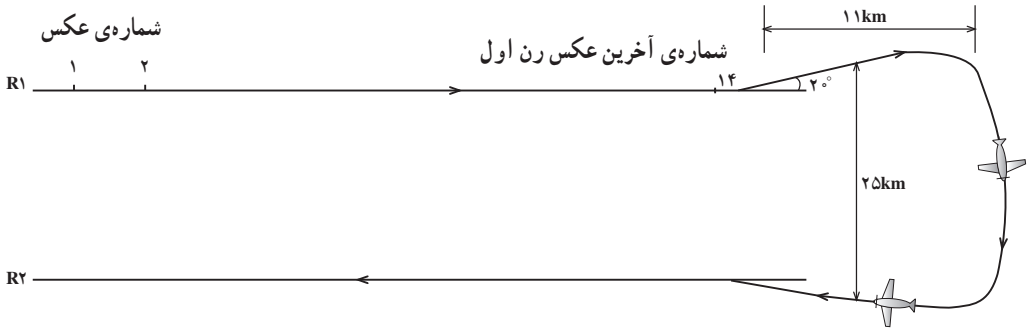 ۱۱km
شماره‌ی عکس
شماره‌ی آخرین عکس رن اول
۱
۲
۱۴
R۱
۲۰°
۲۵km
R۲